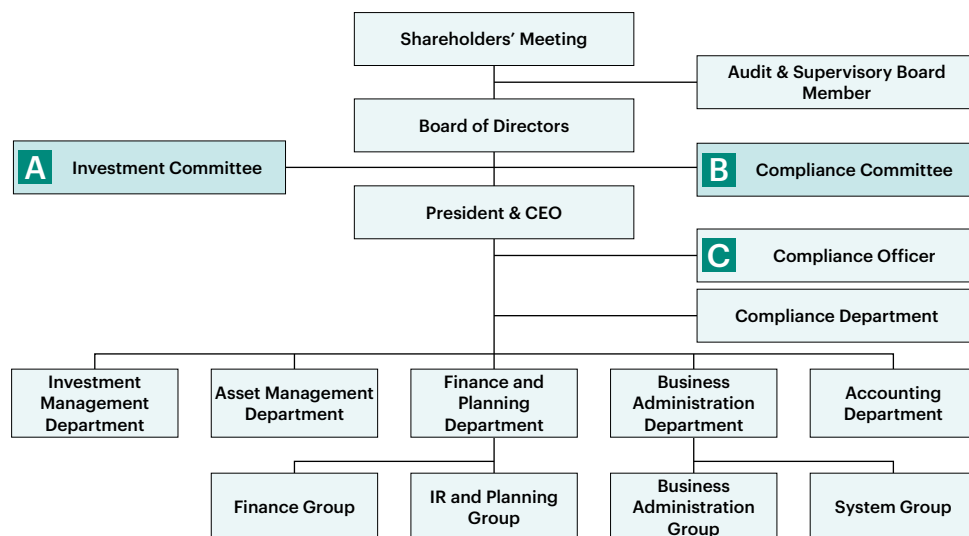 Shareholders' Meeting
Audit & Supervisory Board
Member
Board of Directors
A Investment Committee
B Compliance Committee
President & CEO
C Compliance Officer
Compliance Department
Investment
Management
Department
Asset Management
Department
Finance and
Planning
Department
Business
Administration
Department
Accounting
Department
Finance Group
IR and Planning
Group
Business
Administration
Group
System Group